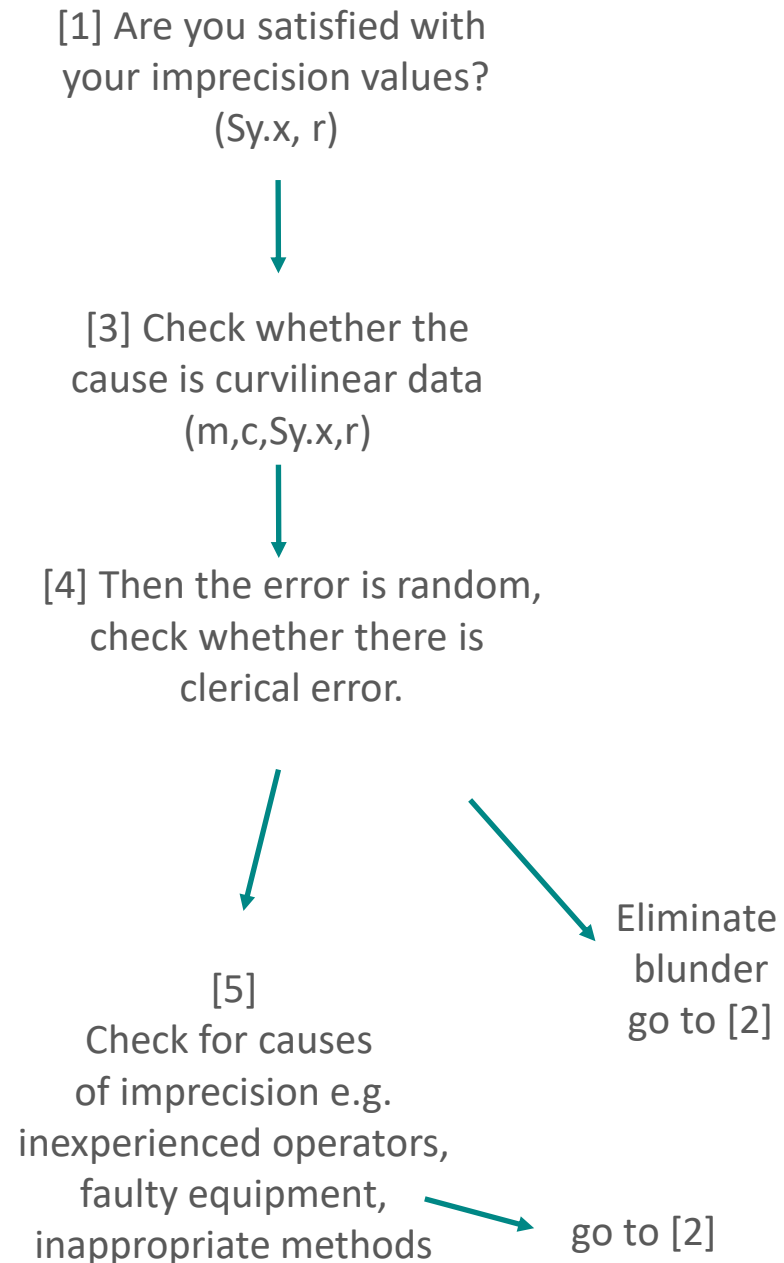 [1] Are you satisfied with
your imprecision values?
(Sy.x, r)
[3] Check whether the
cause is curvilinear data
(m,c,Sy.x,r)
[4] Then the error is random,
check whether there is
clerical error.
Eliminate
blunder
go to [2]
[5]
Check for causes
of imprecision e.g.
inexperienced operators,
faulty equipment,
inappropriate methods
go to [2]